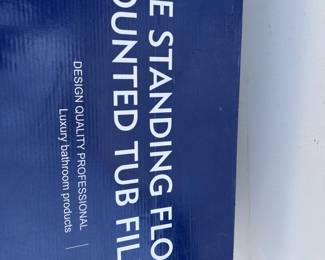 E STANDING FLO
OUNTED TUB FIL
DESIGN QUALITY PROFESSIONAL
Luxury bathroom products